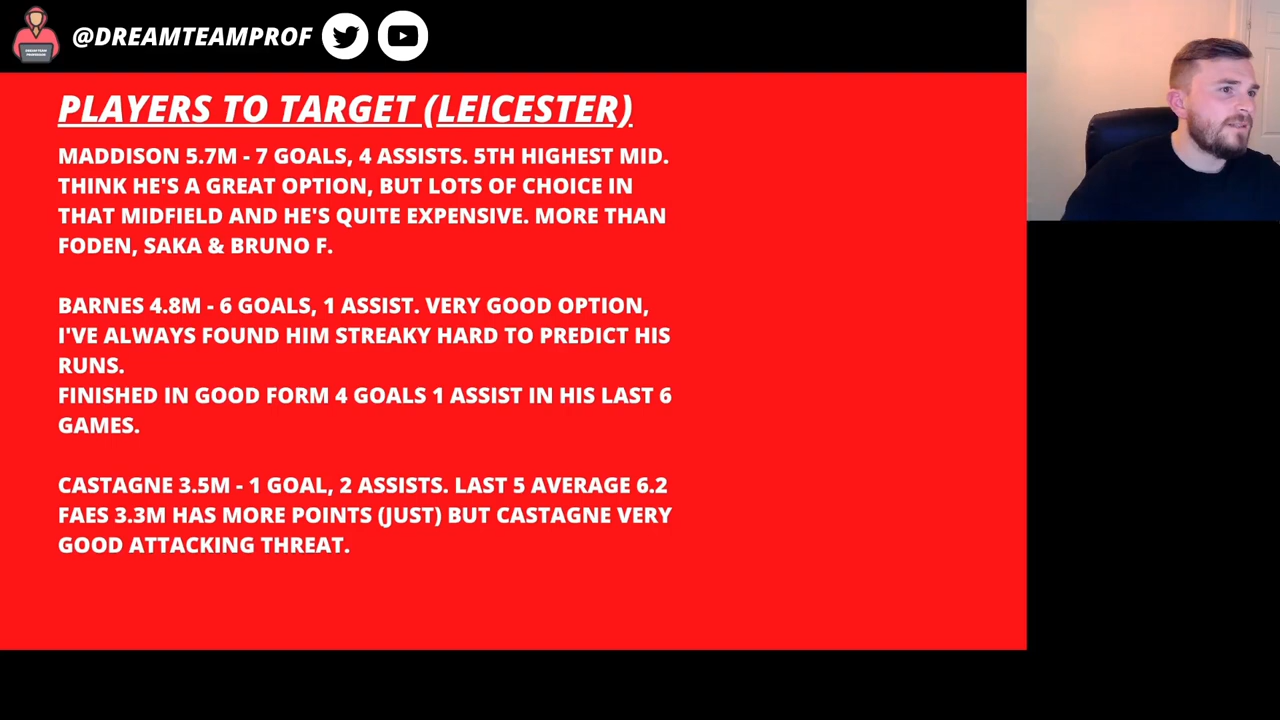 @DREAMTEAMPROF
PLAYERS TO TARGET (LEICESTER)
MADDISON 5.7M - 7 GOALS, 4 ASSISTS. 5TH HIGHEST MID.
THINK HE'S A GREAT OPTION, BUT LOTS OF CHOICE IN
THAT MIDFIELD AND HE'S QUITE EXPENSIVE. MORE THAN
FODEN, SAKA & BRUNO F.
BARNES 4.8M - 6 GOALS, 1 ASSIST. VERY GOOD OPTION,
I'VE ALWAYS FOUND HIM STREAKY HARD TO PREDICT HIS
RUNS.
FINISHED IN GOOD FORM 4 GOALS 1 ASSIST IN HIS LAST 6
GAMES.
CASTAGNE 3.5M - 1 GOAL, 2 ASSISTS. LAST 5 AVERAGE 6.2
FAES 3.3M HAS MORE POINTS (JUST) BUT CASTAGNE VERY
GOOD ATTACKING THREAT.